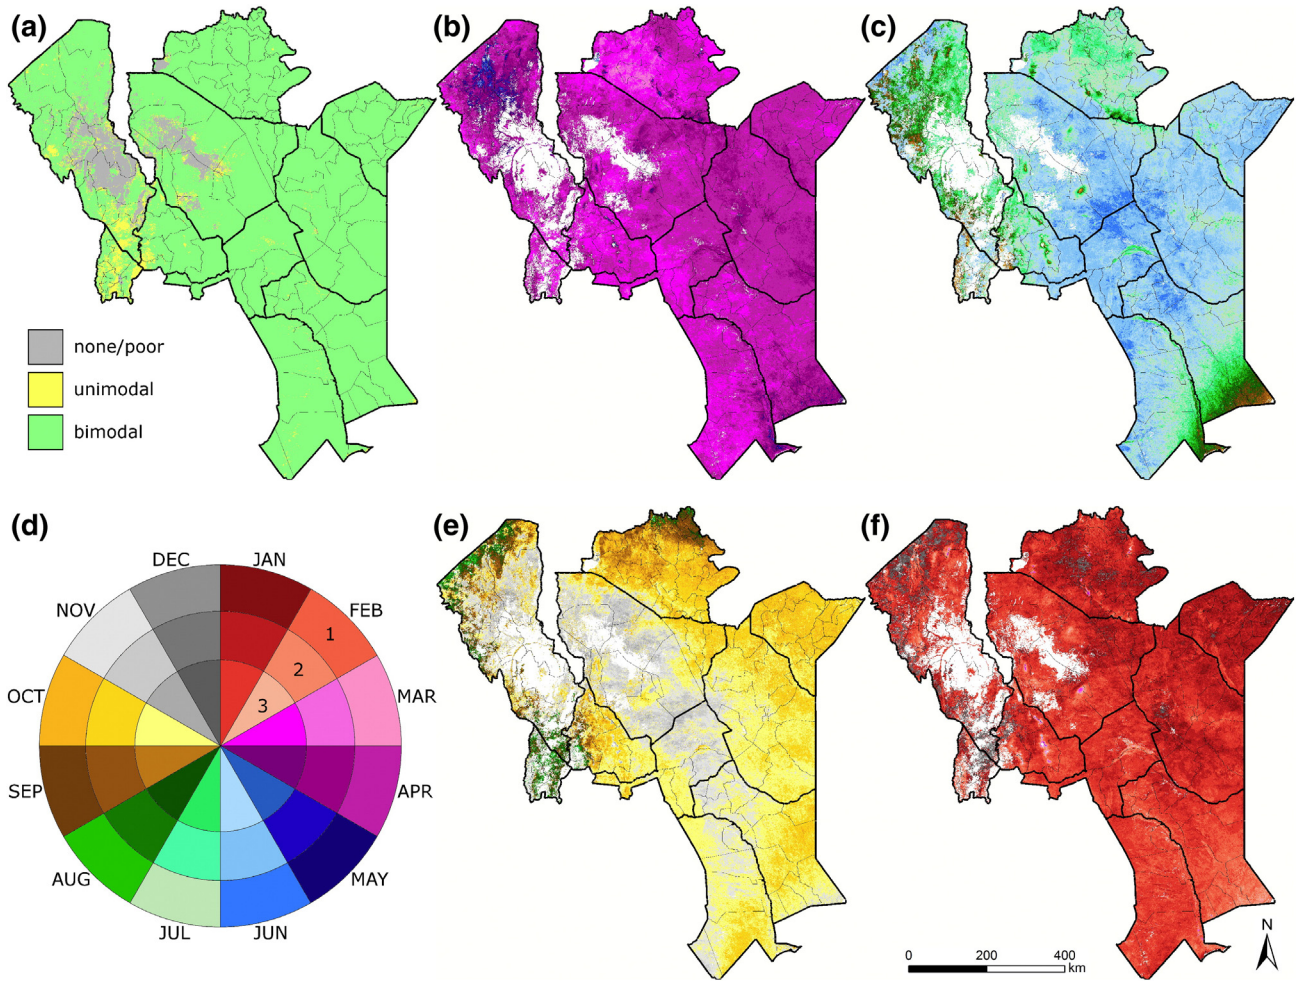 (a)
(b)
(c)
none/poor
unimodal
bimodal
(d)
(e)
(f)
DEC
JAN
NOV
FEB
1
2
OCT
MAR
3
SEP
APR
AUG
MAY
JUL
JUN
N
0
200
400
km